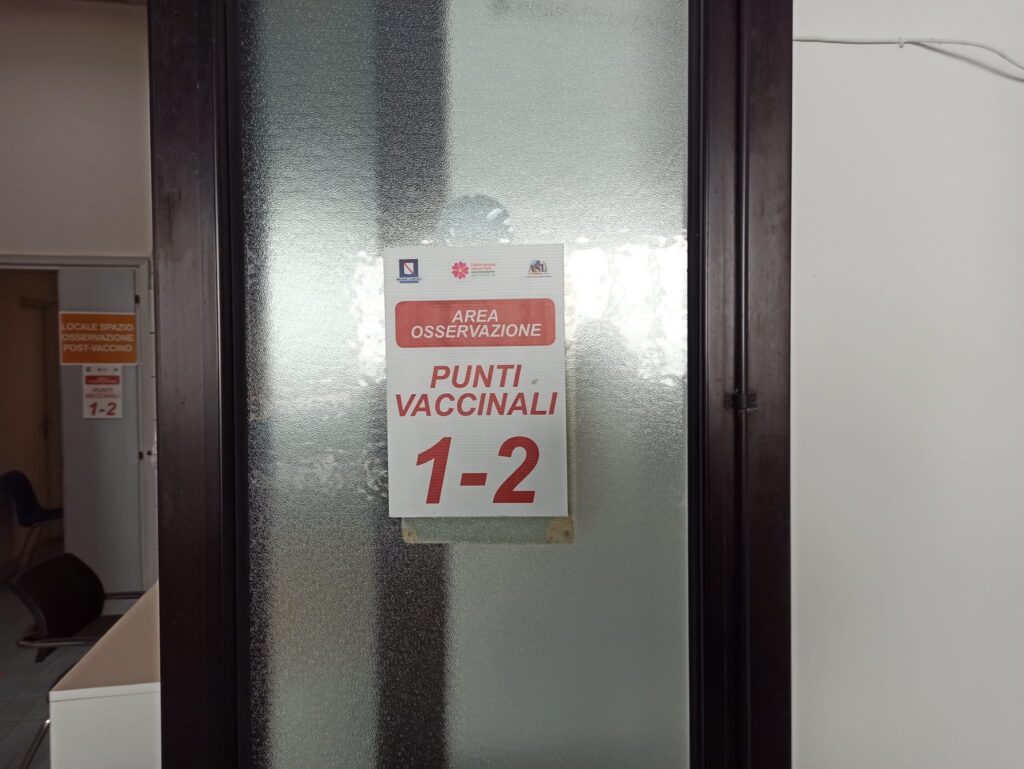 AREA
OSSERVAZIONE
PUNTI
VACCINALI
1-2
LOCALE SPAZIO
OSSERVAZIONE
POST-VACCINO
PUNTI
VACCINALI
1-2